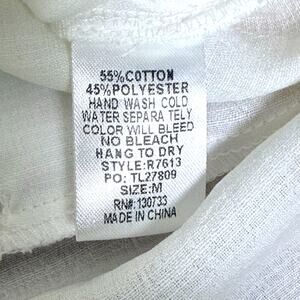 55%COTTON
45%POLYESTER
HAND WASH COLD
WATER SEPARA TELY
COLOR WILL BLEED
NO BLEACH
HANG TO DRY
STYLE:R7613
PO: TL27809
SIZE:M
RN#:130733
MADE IN CHINA